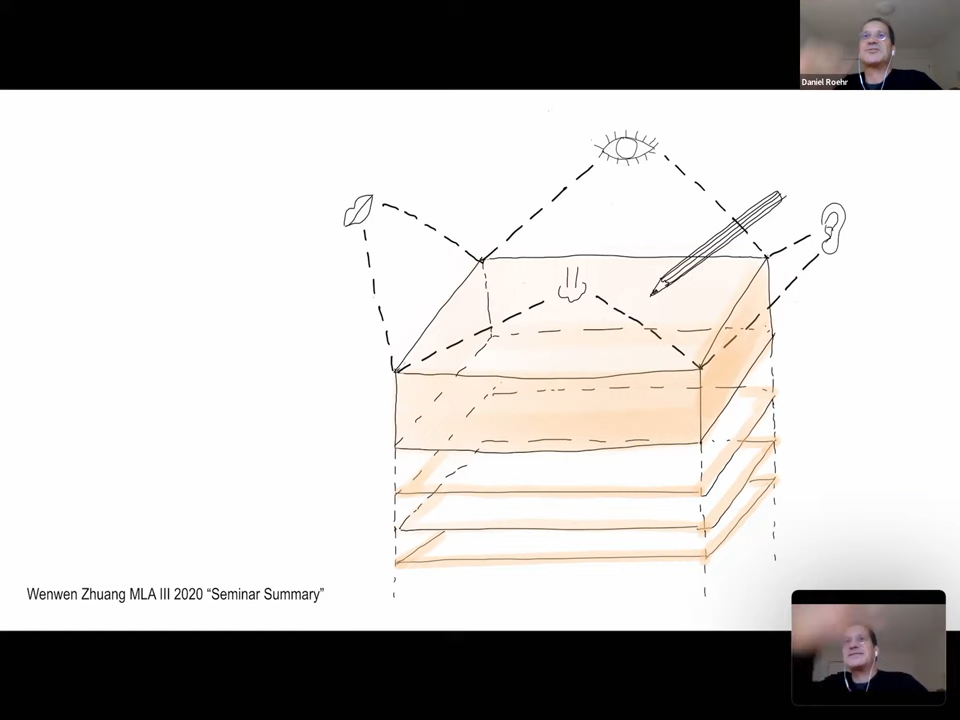 Daniel Roehr
Wenwen Zhuang MLA III 2020 “Seminar Summary”